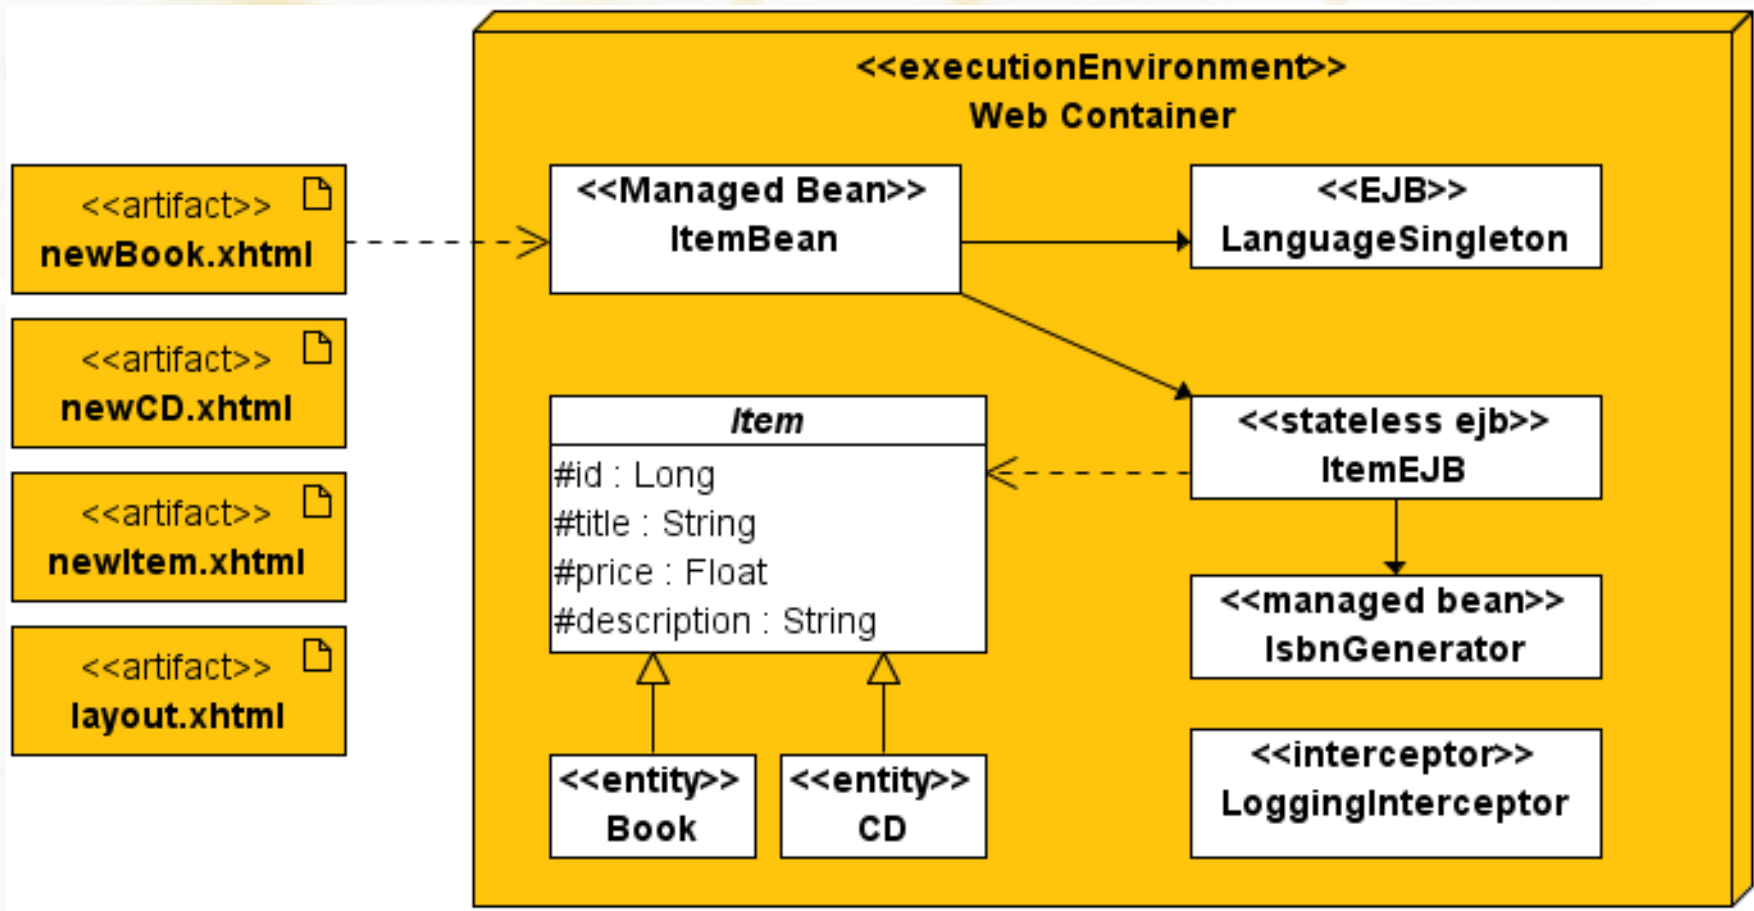 <<executionEnvironment>>
Web Container
<<artifact>>
newBook.xhtml
<<artifact>>
newCD.xhtml
<<artifact>>
newItem.xhtml
<<artifact>>
layout.xhtml
<<Managed Bean>>
ItemBean
<<EJB>>
LanguageSingleton
Item
#id : Long
#title : String
#price : Float
#description : String
<<stateless ejb>>
ItemEJB
<<managed bean>>
IsbnGenerator
<<entity>>
Book
<<entity>>
CD
<<interceptor>>
LoggingInterceptor